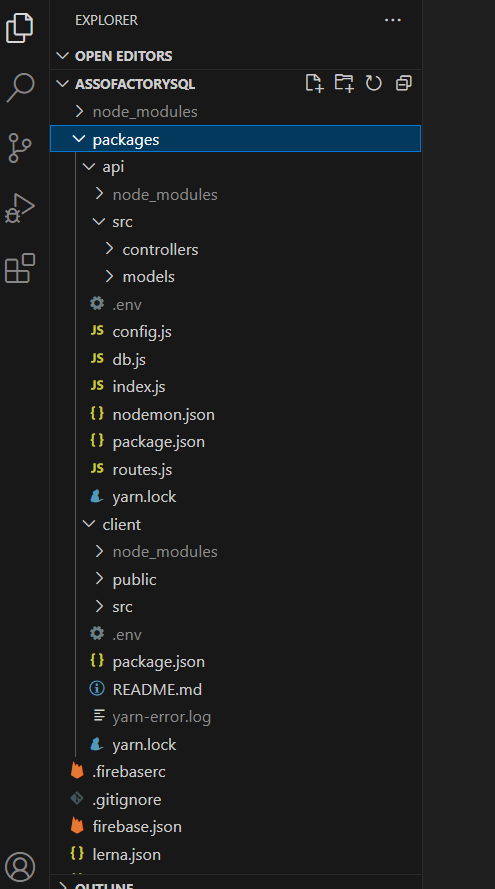 EXPLORER
OPEN EDITORS
ASSOFACTORYSQL
node_modules
packages
api
node_modules
src
controllers
models
.env
JS config.js
JS db.js
JS index.js
{} nodemon.json
{} package.json
JS routes.js
yarn.lock
client
node_modules
public
src
.env
{} package.json
README.md
yarn-error.log
yarn.lock
.firebaserc
.gitignore
firebase.json
{} lerna.json
OUTLINE